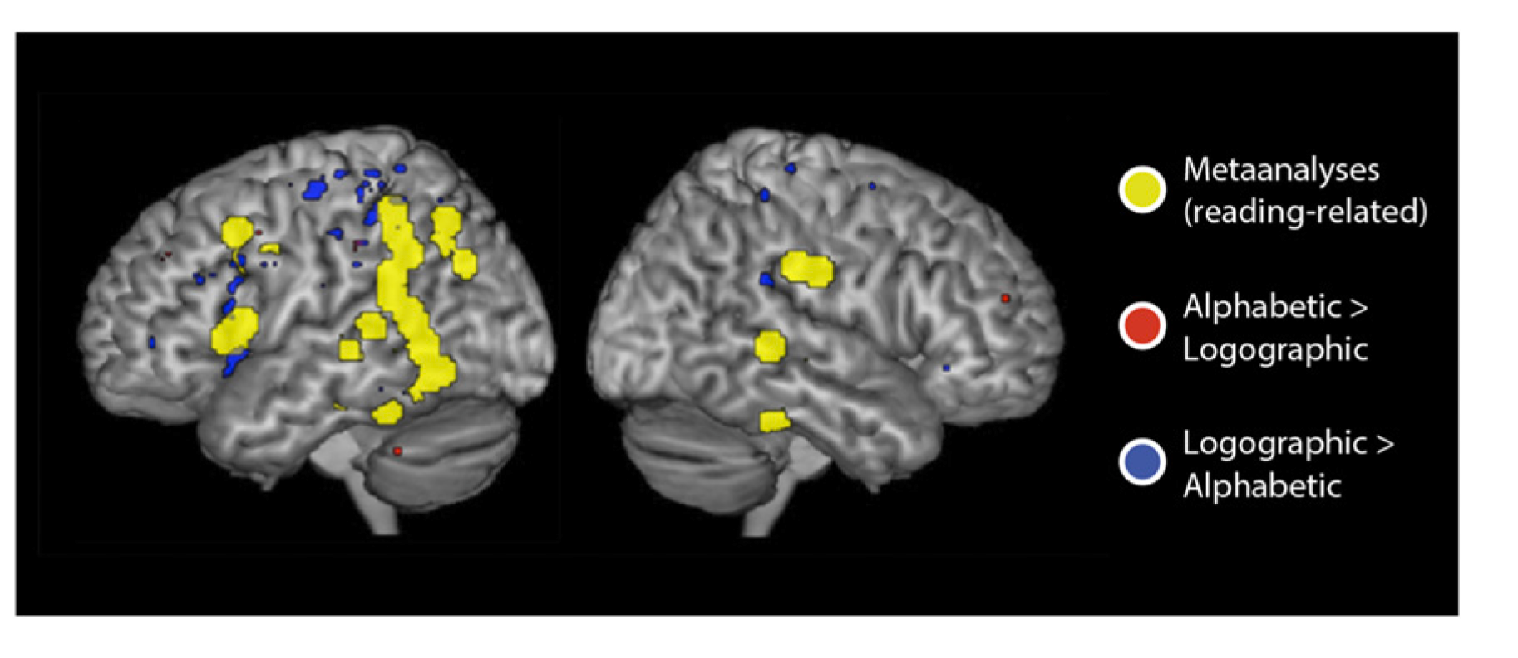 Metaanalyses
(reading-related)
Alphabetic >
Logographic
Logographic >
Alphabetic